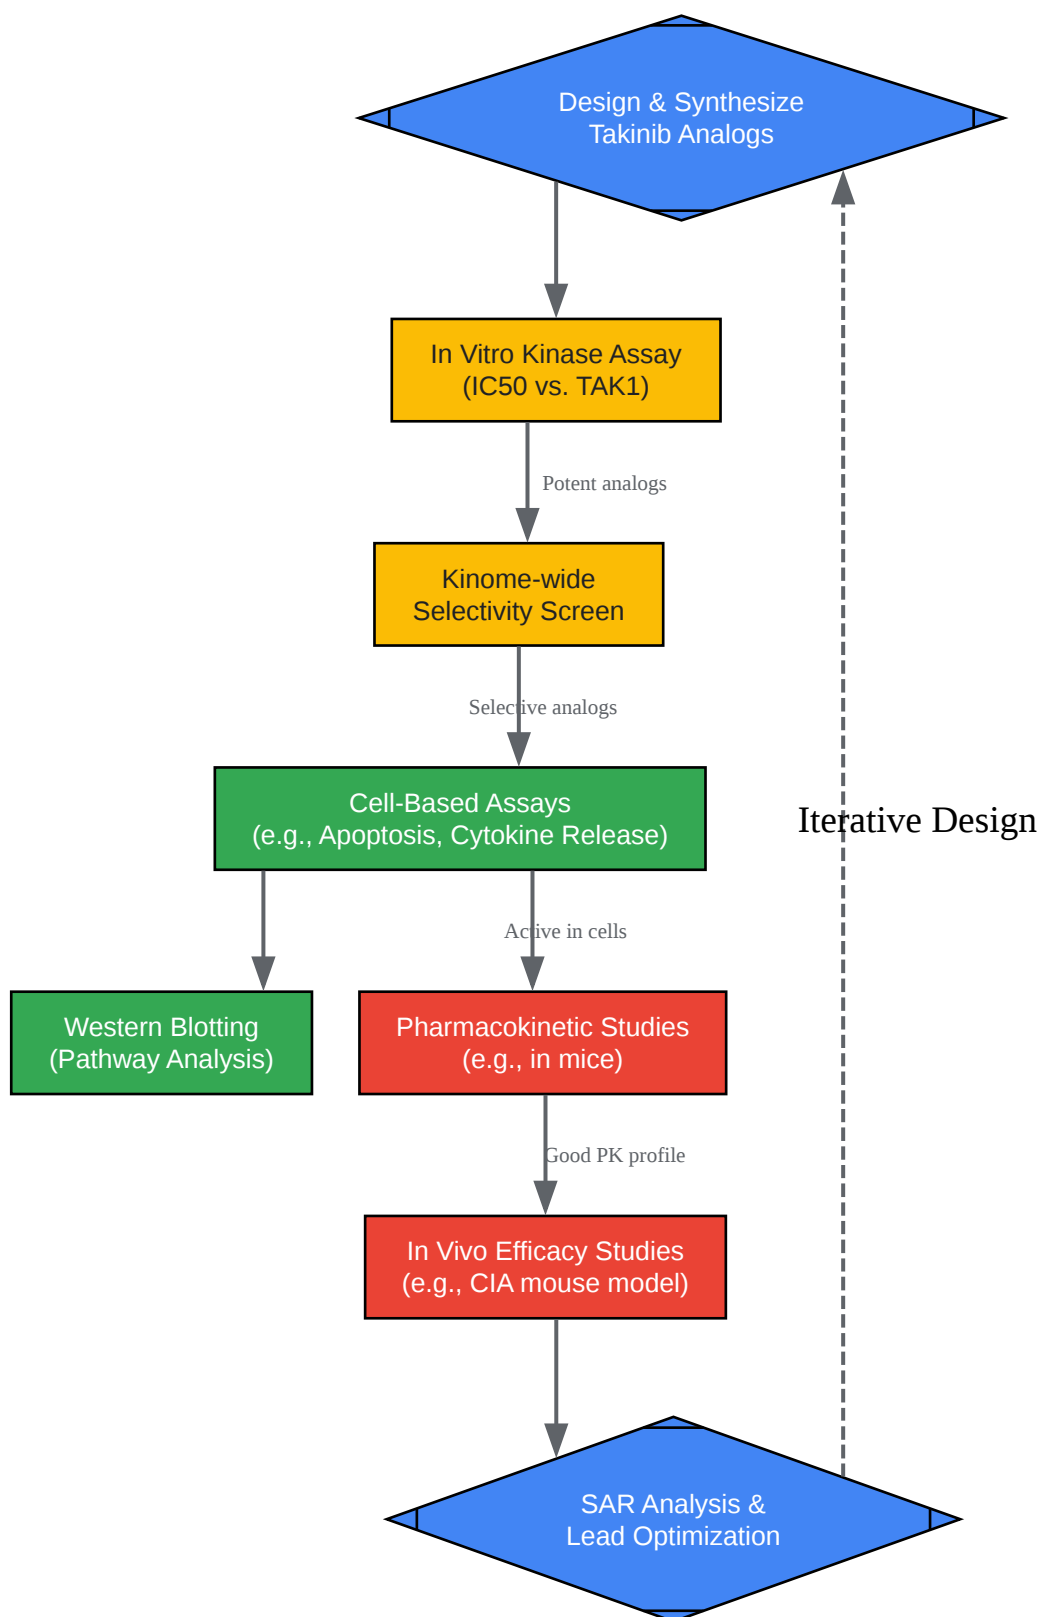 Design & Synthesize
Takinib Analogs
In Vitro Kinase Assay
(IC50 vs. TAK1)
Potent analogs
Kinome-wide
Selectivity Screen
Selective analogs
Cell-Based Assays
(e.g., Apoptosis, Cytokine Release)
Iterative Design
Active in cells
Western Blotting
(Pathway Analysis)
Pharmacokinetic Studies
(e.g., in mice)
Good PK profile
In Vivo Efficacy Studies
(e.g., CIA mouse model)
SAR Analysis &
Lead Optimization